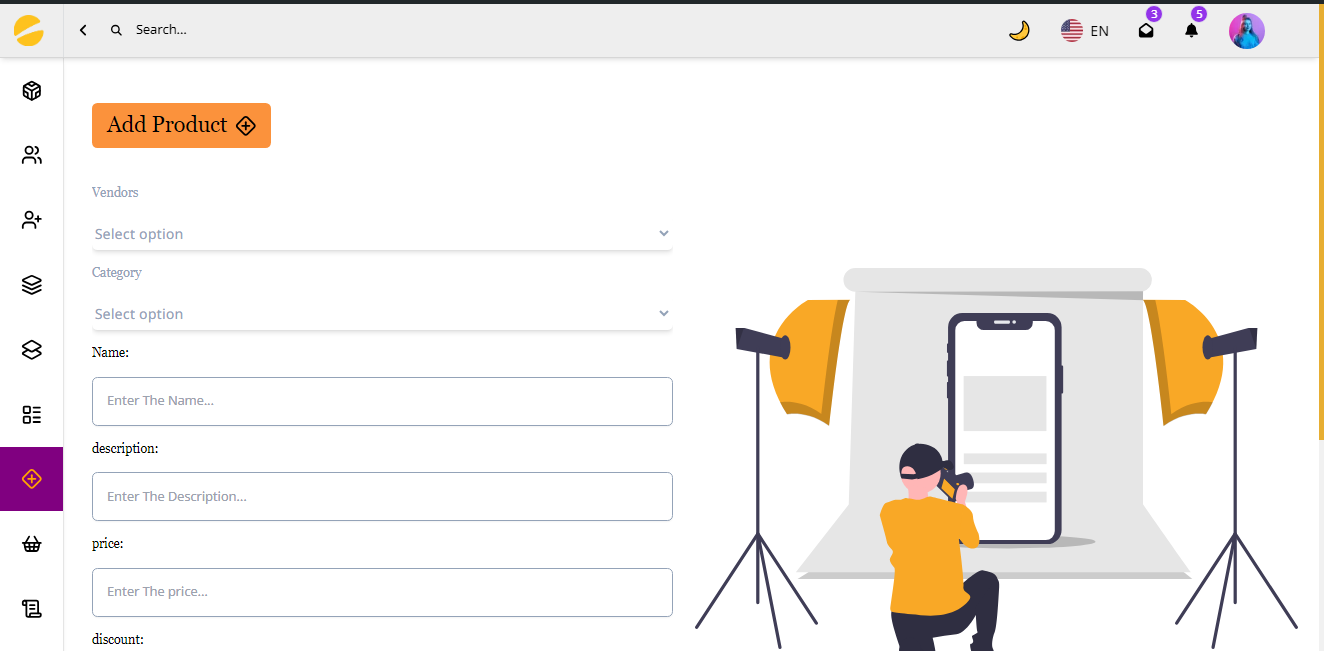 Search...
EN
3
5
Add Product
Vendors
Select option
Category
Select option
Name:
Enter The Name...
description:
Enter The Description...
price:
Enter The price...
discount: